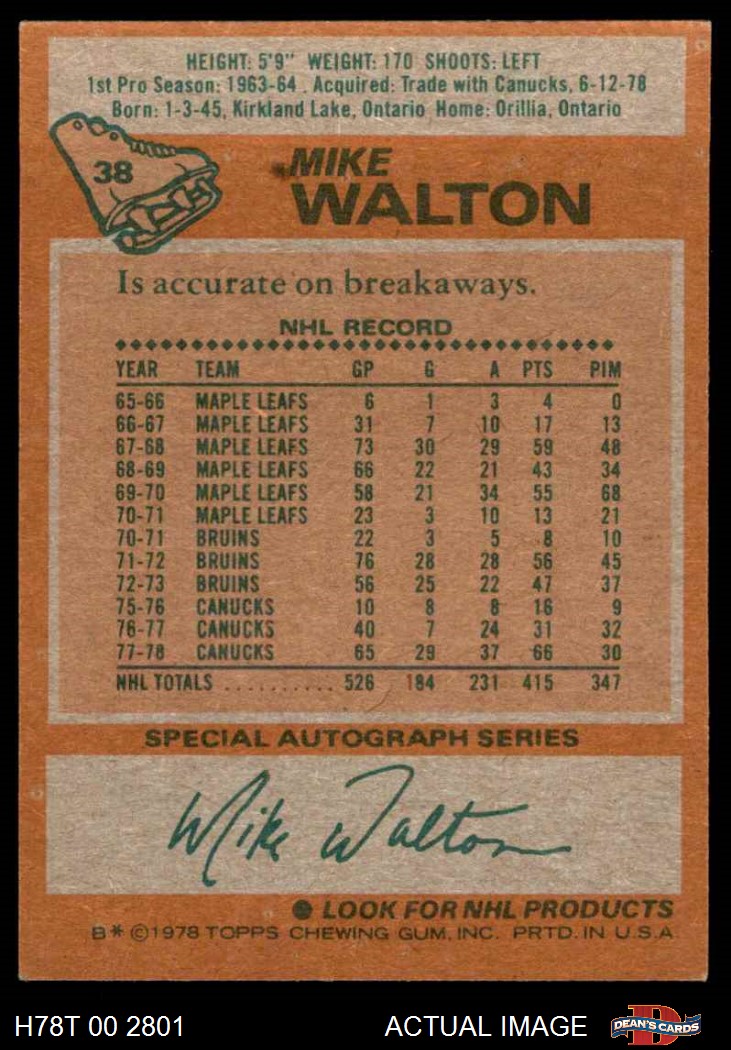 HEIGHT: 5'9" WEIGHT: 170 SHOOTS: LEFT
1st Pro Season: 1963-64 . Acquired: Trade with Canucks, 6-12-78
Born: 1-3-45, Kirkland Lake, Ontario Home: Orillia, Ontario
38
MIKE
WALTON
Is accurate on breakaways.
NHL RECORD
YEAR TEAM GP G A PTS PIM
65-66 MAPLE LEAFS 6 1 3 4 0
66-67 MAPLE LEAFS 31 7 10 17 13
67-68 MAPLE LEAFS 73 30 29 59 48
68-69 MAPLE LEAFS 66 22 21 43 34
69-70 MAPLE LEAFS 58 21 34 55 68
70-71 MAPLE LEAFS 23 3 10 13 21
70-71 BRUINS 22 3 5 8 10
71-72 BRUINS 76 28 28 56 45
72-73 BRUINS 56 25 22 47 37
75-76 CANUCKS 10 8 8 16 9
76-77 CANUCKS 40 7 24 31 32
77-78 CANUCKS 65 29 37 66 30
NHL TOTALS .......... 526 184 231 415 347
SPECIAL AUTOGRAPH SERIES
Mike Walton
LOOK FOR NHL PRODUCTS
B* ©1978 TOPPS CHEWING GUM, INC. PRTD. IN U.S.A
H78T 00 2801 ACTUAL IMAGE DEAN'S CARDS